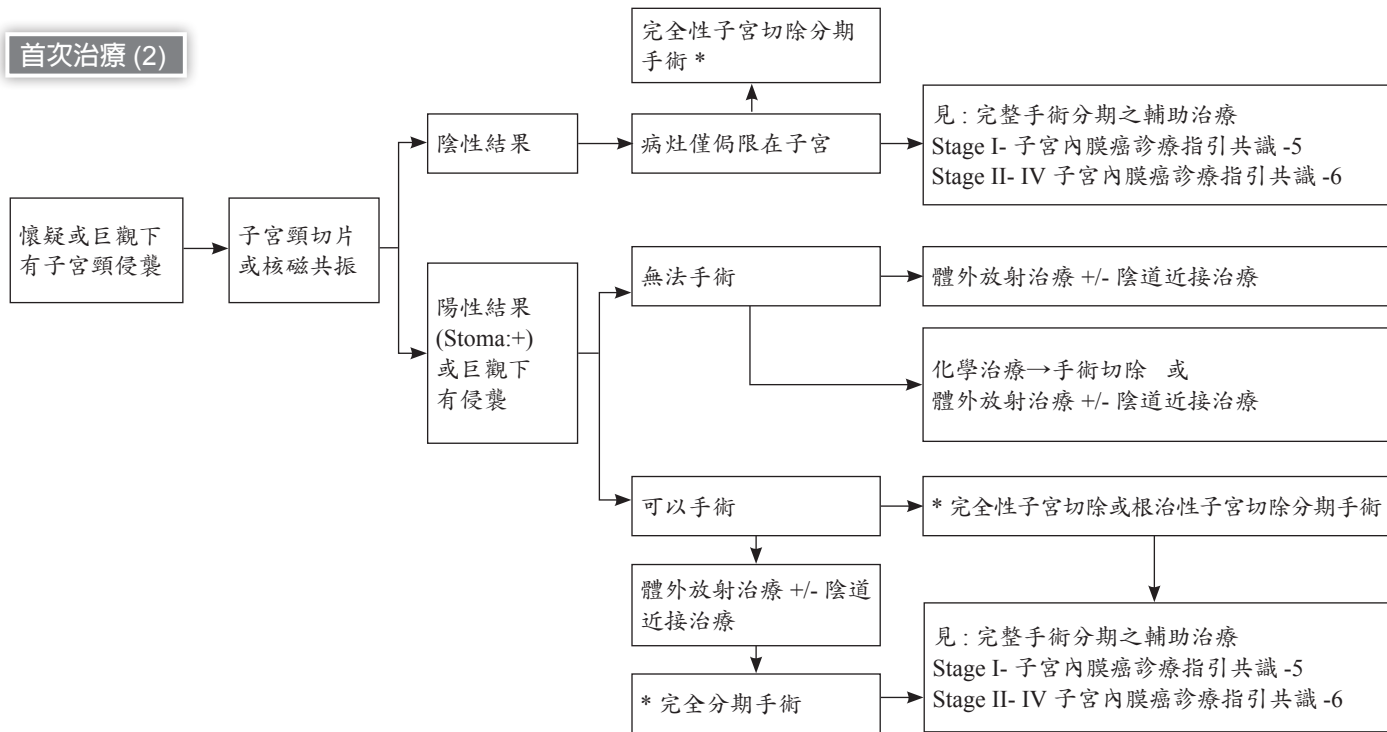 首次治療 (2)
完全性子宮切除分期
手術 *
陰性結果
病灶僅侷限在子宮
見 : 完整手術分期之輔助治療
Stage I- 子宮內膜癌診療指引共識 -5
Stage II- IV 子宮內膜癌診療指引共識 -6
懷疑或巨觀下
有子宮頸侵襲
子宮頸切片
或核磁共振
陽性結果
(Stoma:+)
或巨觀下
有侵襲
無法手術
體外放射治療 +/- 陰道近接治療
化學治療→手術切除 或
體外放射治療 +/- 陰道近接治療
可以手術
* 完全性子宮切除或根治性子宮切除分期手術
體外放射治療 +/- 陰道
近接治療
* 完全分期手術
見 : 完整手術分期之輔助治療
Stage I- 子宮內膜癌診療指引共識 -5
Stage II- IV 子宮內膜癌診療指引共識 -6